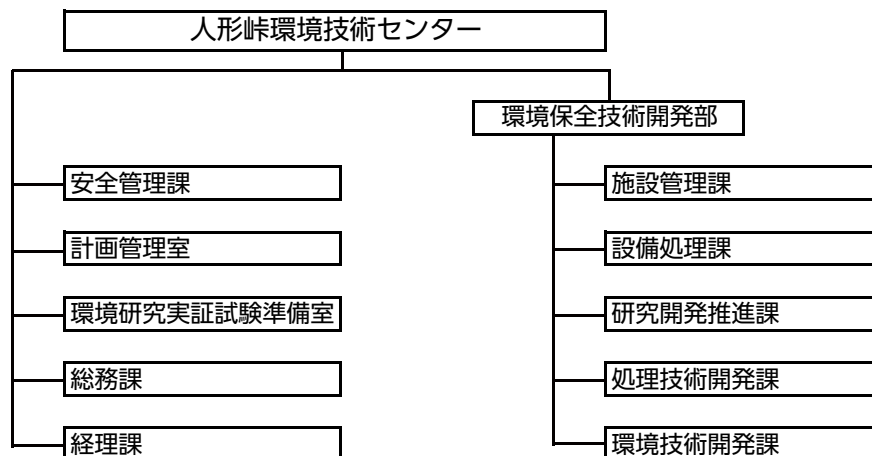 人形峠環境技術センター
環境保全技術開発部
安全管理課
計画管理室
環境研究実証試験準備室
総務課
経理課
施設管理課
設備処理課
研究開発推進課
処理技術開発課
環境技術開発課